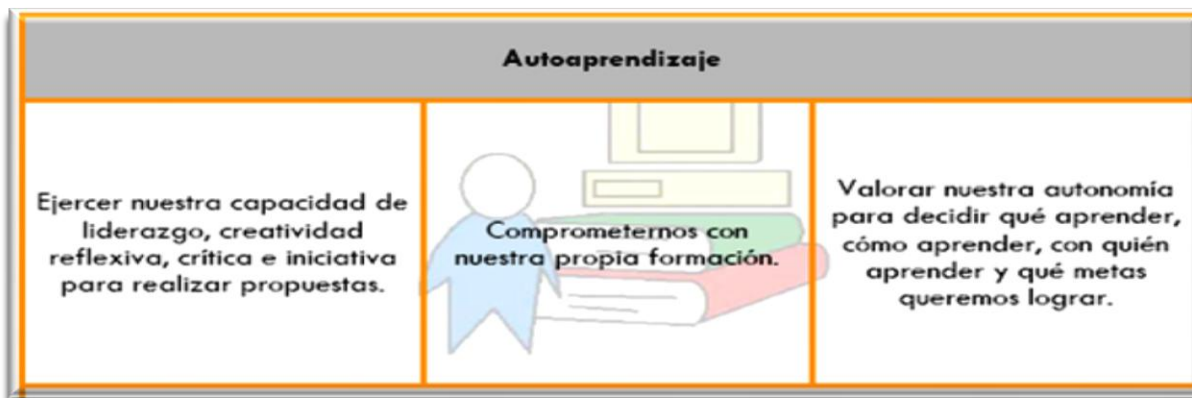 Autoaprendizaje
Ejercer nuestra capacidad de
liderazgo, creatividad
reflexiva, crítica e iniciativa
para realizar propuestas.
Comprometernos con
nuestra propia formación.
Valorar nuestra autonomía
para decidir qué aprender,
cómo aprender, con quién
aprender y qué metas
queremos lograr.